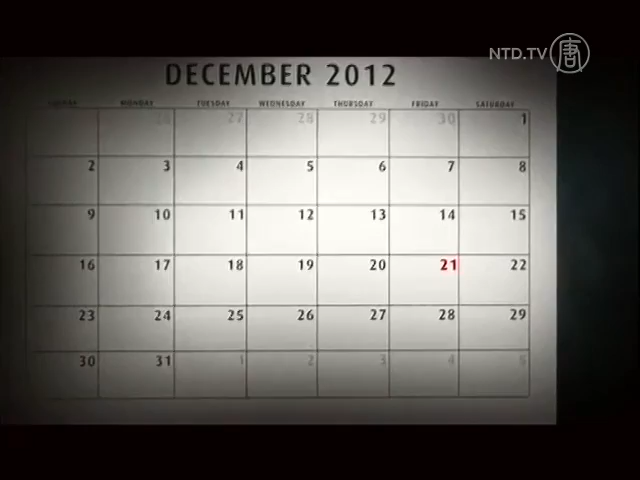 NTD.TV 唐
DECEMBER 2012
MONDAY TUESDAY WEDNESDAY THURSDAY FRIDAY SATURDAY
26 27 28 29 30 1
2 3 4 5 6 7 8
9 10 11 12 13 14 15
16 17 18 19 20 21 22
23 24 25 26 27 28 29
30 31 1 2 3 4 5